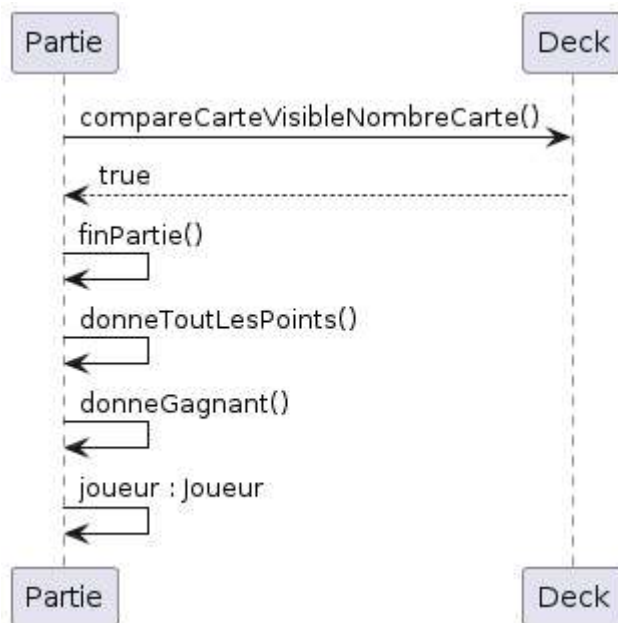 Partie
Deck
compareCarteVisibleNombreCarte()
true
finPartie()
donneToutLesPoints()
donneGagnant()
joueur : Joueur
Partie
Deck